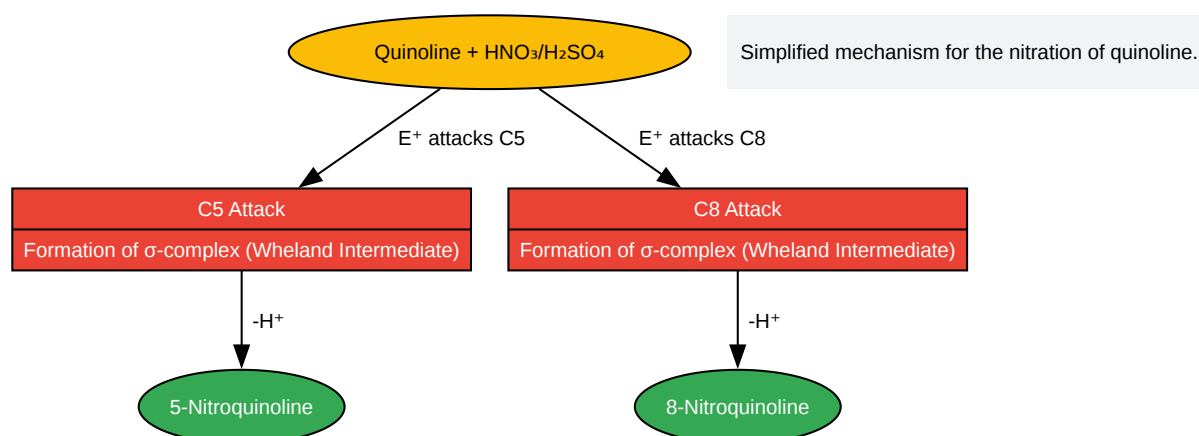 Quinoline + HNO₃/H₂SO₄
Simplified mechanism for the nitration of quinoline.
E⁺ attacks C5
E⁺ attacks C8
C5 Attack
Formation of σ-complex (Wheland Intermediate)
C8 Attack
Formation of σ-complex (Wheland Intermediate)
-H⁺
-H⁺
5-Nitroquinoline
8-Nitroquinoline